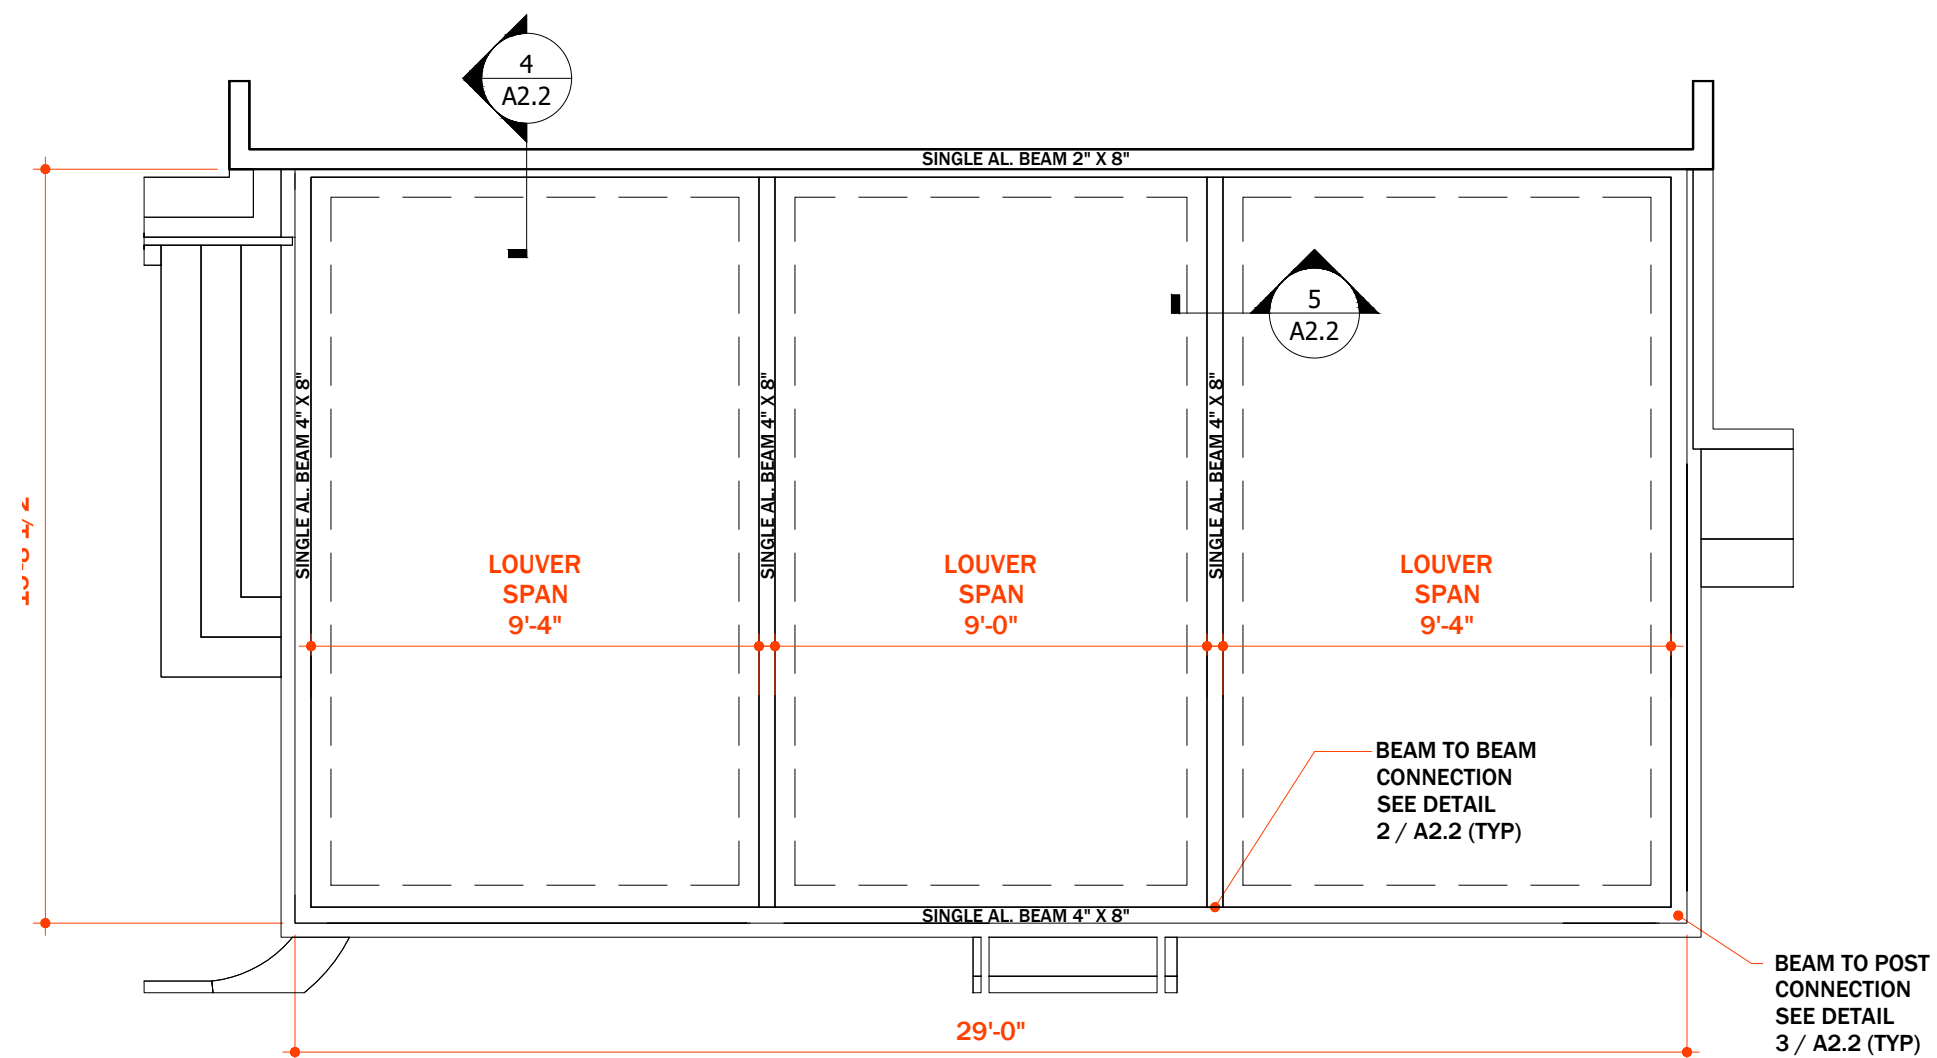 4
A2.2
SINGLE AL. BEAM 2" X 8"
5
A2.2
SINGLE AL. BEAM 4" X 8"
SINGLE AL. BEAM 4" X 8"
SINGLE AL. BEAM 4" X 8"
LOUVER
SPAN
9'-4"
LOUVER
SPAN
9'-0"
LOUVER
SPAN
9'-4"
BEAM TO BEAM
CONNECTION
SEE DETAIL
2 / A2.2 (TYP)
SINGLE AL. BEAM 4" X 8"
BEAM TO POST
CONNECTION
SEE DETAIL
3 / A2.2 (TYP)
29'-0"